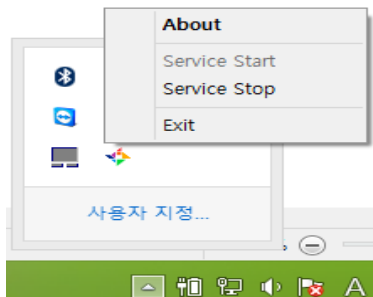 About
Service Start
Service Stop
Exit
사용자 지정...
A